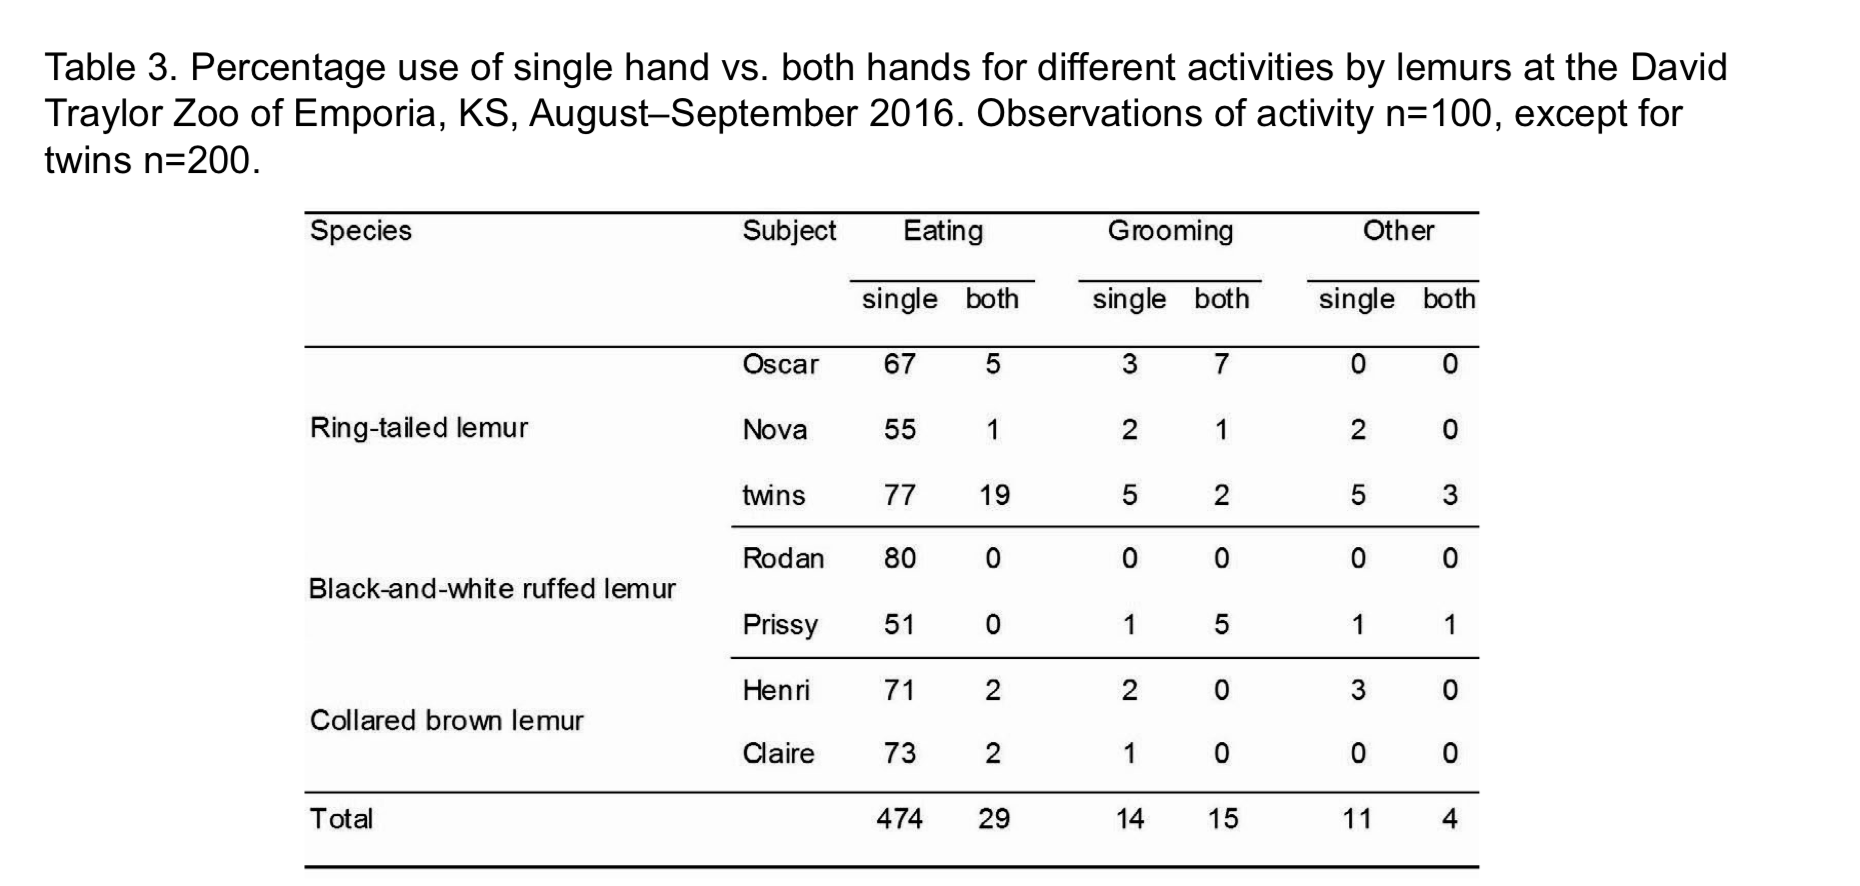 Table 3. Percentage use of single hand vs. both hands for different activities by lemurs at the David
Traylor Zoo of Emporia, KS, August–September 2016. Observations of activity n=100, except for
twins n=200.
Species Subject Eating Grooming Other
single both single both single both
Oscar 67 5 3 7 0 0
Ring-tailed lemur Nova 55 1 2 1 2 0
twins 77 19 5 2 5 3
Rodan 80 0 0 0 0 0
Black-and-white ruffed lemur
Prissy 51 0 1 5 1 1
Henri 71 2 2 0 3 0
Collared brown lemur
Claire 73 2 1 0 0 0
Total 474 29 14 15 11 4